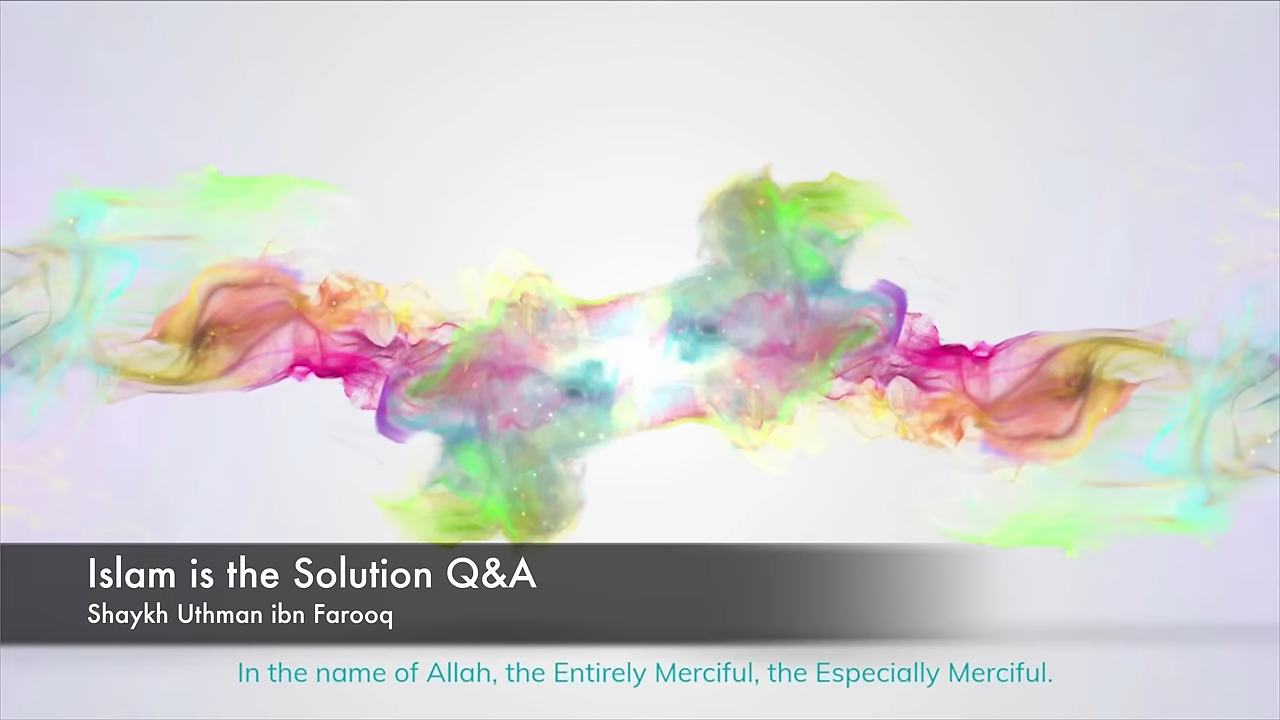 Islam is the Solution Q&A
Shaykh Uthman ibn Farooq
In the name of Allah, the Entirely Merciful, the Especially Merciful.